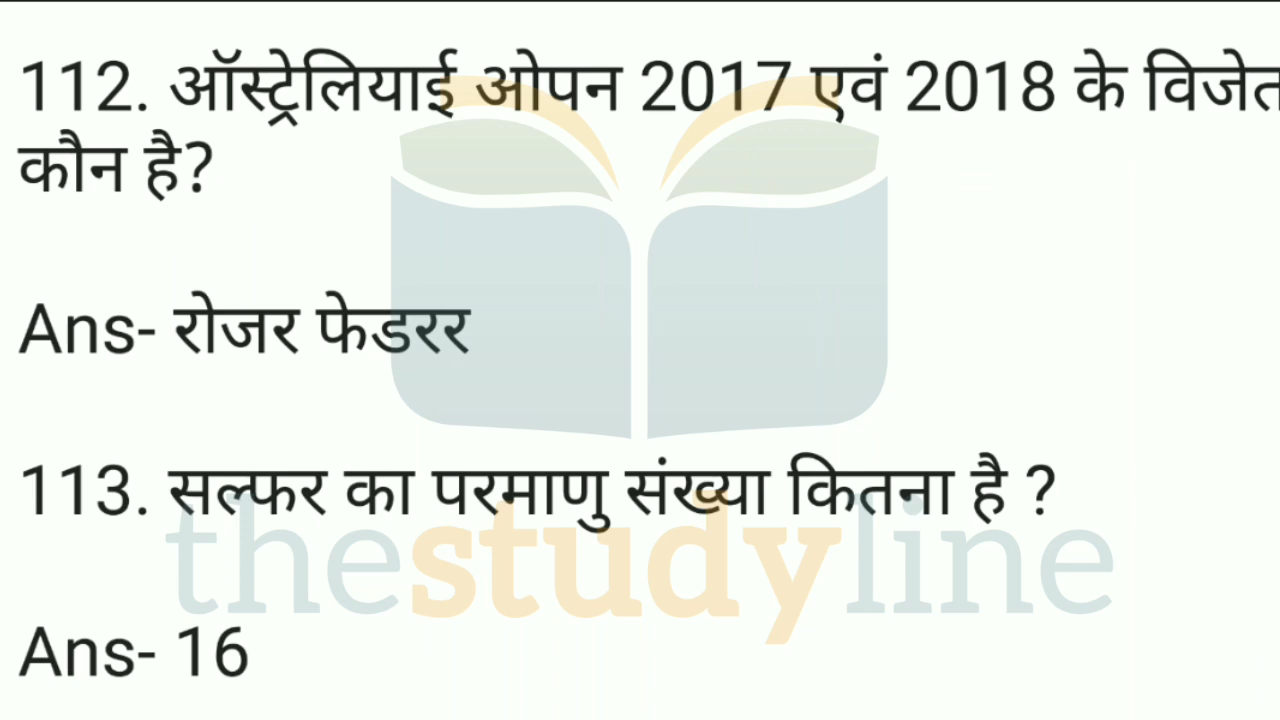 112. ऑस्ट्रेलियाई ओपन 2017 एवं 2018 के
कौन है?
Ans- रोजर फेडरर
113. सल्फर का परमाणु संख्या कितना है ?
thestudyline
Ans- 16